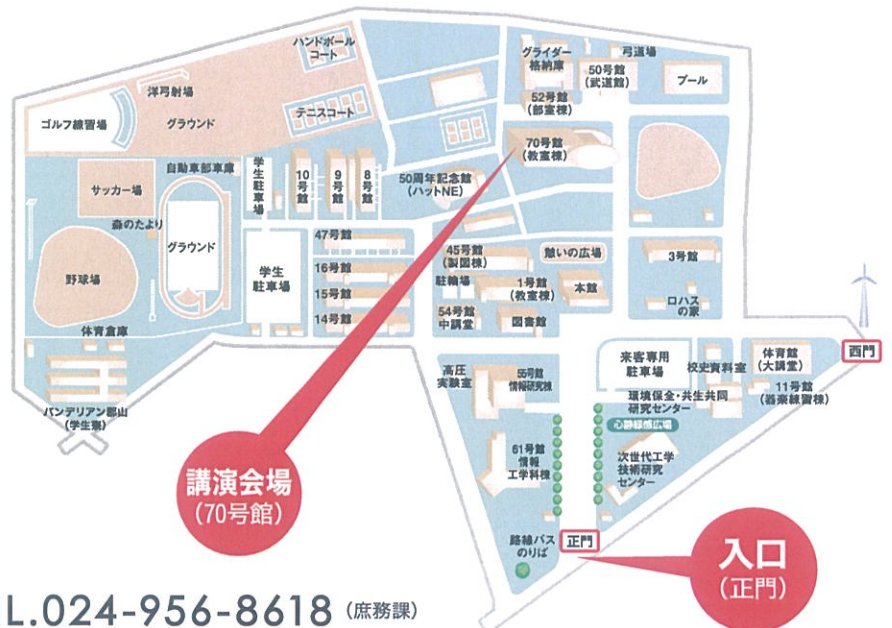 ハンドボール
コート
グライダー
格納庫
弓道場
50号館
(武道館)
プール
洋弓射場
52号館
(部室棟)
ゴルフ練習場
グラウンド
テニスコート
70号館
(教室棟)
自動車部車庫
学生
駐車場
10号館
9号館
8号館
50周年記念館
(ハットNE)
サッカー場
森のたより
グラウンド
47号館
45号館
(製図棟)
憩いの広場
3号館
野球場
学生
駐車場
16号館
駐輪場
1号館
(教室棟)
本館
15号館
ロハス
の家
14号館
54号館
中講堂
図書館
体育倉庫
西門
高圧
実験室
55号館
情報研究棟
来客専用
駐車場
校史資料室
体育館
(大講堂)
11号館
(器楽練習棟)
環境保全・共生共同
研究センター
バンデリアン郡山
(学生寮)
心静緑感広場
61号館
情報
工学科棟
次世代工学
技術研究
センター
講演会場
(70号館)
路線バス
のりば
正門
入口
(正門)
L.024-956-8618 (庶務課)